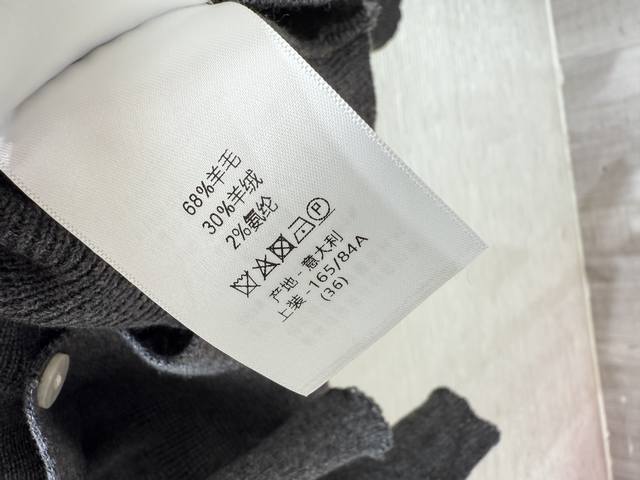 68%羊毛
30%羊绒
2%氨纶
P
产地 - 意大利
上装 -165/84A
(36)